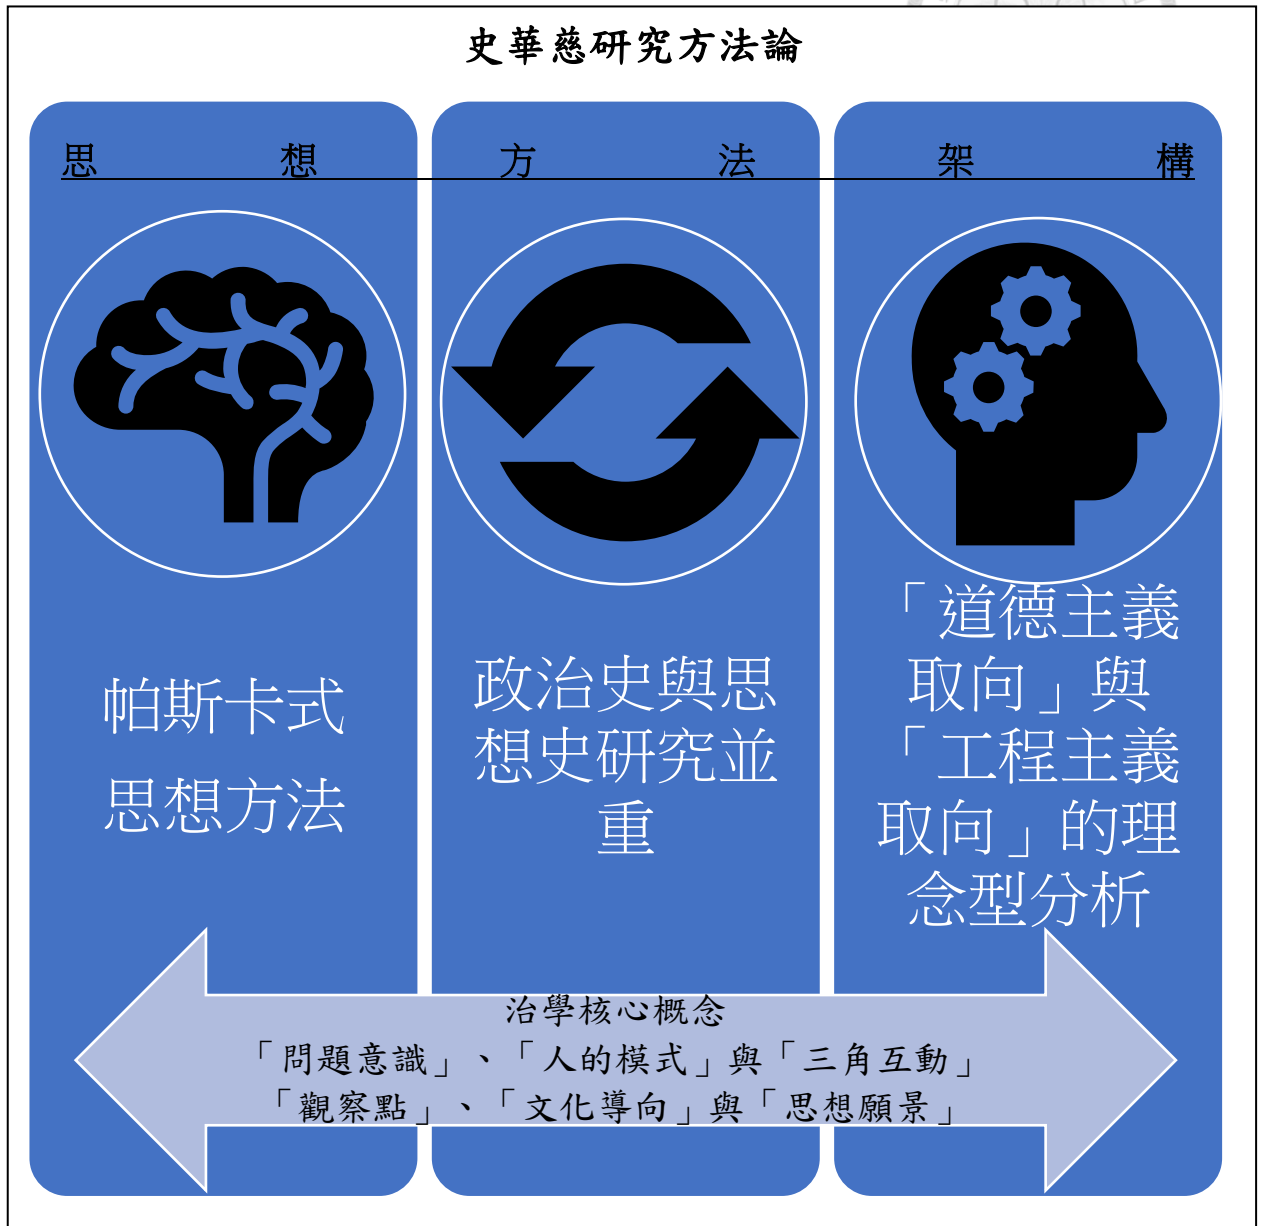 史華慈研究方法論
思想方法架構
帕斯卡式
思想方法
政治史與思
想史研究並
重
「道德主義
取向」與
「工程主義
取向」的理
念型分析
治學核心概念
「問題意識」、「人的模式」與「三角互動」
「觀察點」、「文化導向」與「思想願景」